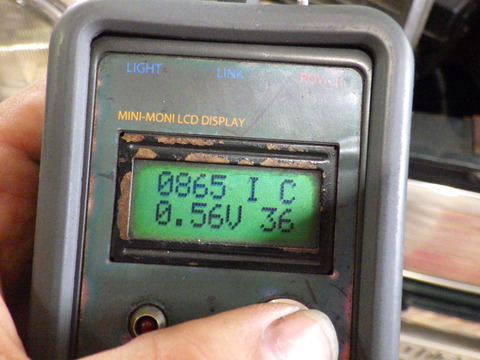 LIGHT LINK POWER
MINI-MONI LCD DISPLAY
0865 I C
0.56V 36